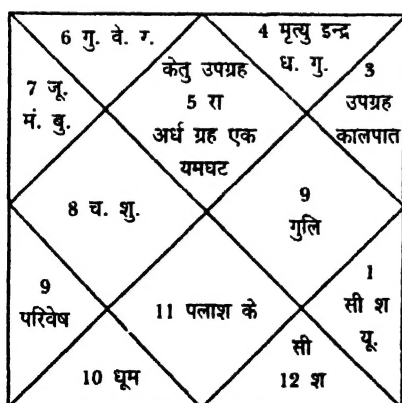 6 गु. वे. र.
4 मृत्यु इन्द्र
ध. गु.
केतु उपग्रह
5 रा
अर्ध ग्रह एक
यमघट
7 जू.
मं. बु.
3
उपग्रह
कालपात
8 च. शु.
9
गुलि
9
परिवेष
11 पलाश के
1
सी श
यू.
10 धूम
सी
12 श